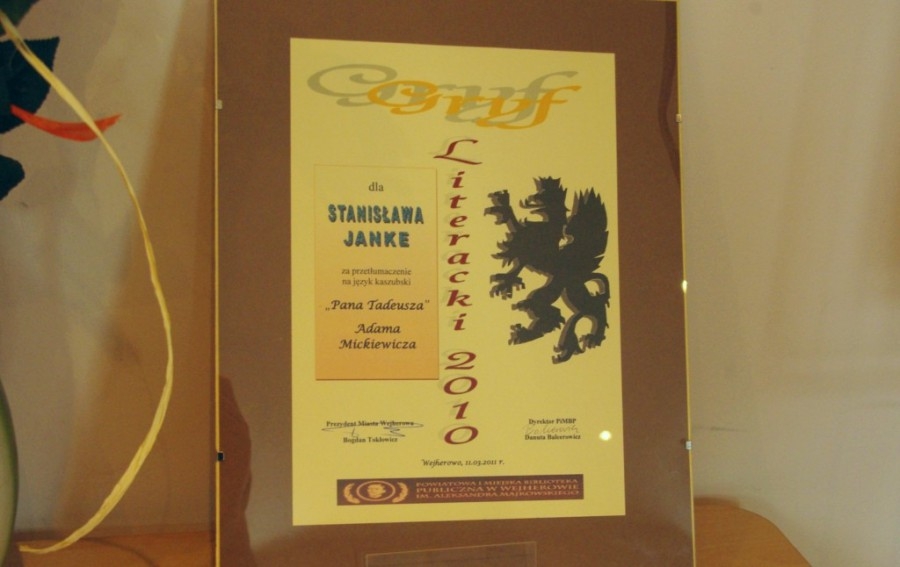 Gryf
Literacki 2010
dla
STANISŁAWA
JANKE
za przetłumaczenie
na język kaszubski
„Pana Tadeusza”
Adama
Mickiewicza
Prezydent Miasta Wejherowa
Bogdan Tokłowicz
Dyrektor PiMBP
Danuta Balcerowicz
Wejherowo, 11.03.2011 r.
POWIATOWA I MIEJSKA BIBLIOTEKA
PUBLICZNA W WEJHEROWIE
IM. ALEKSANDRA MAJKOWSKIEGO